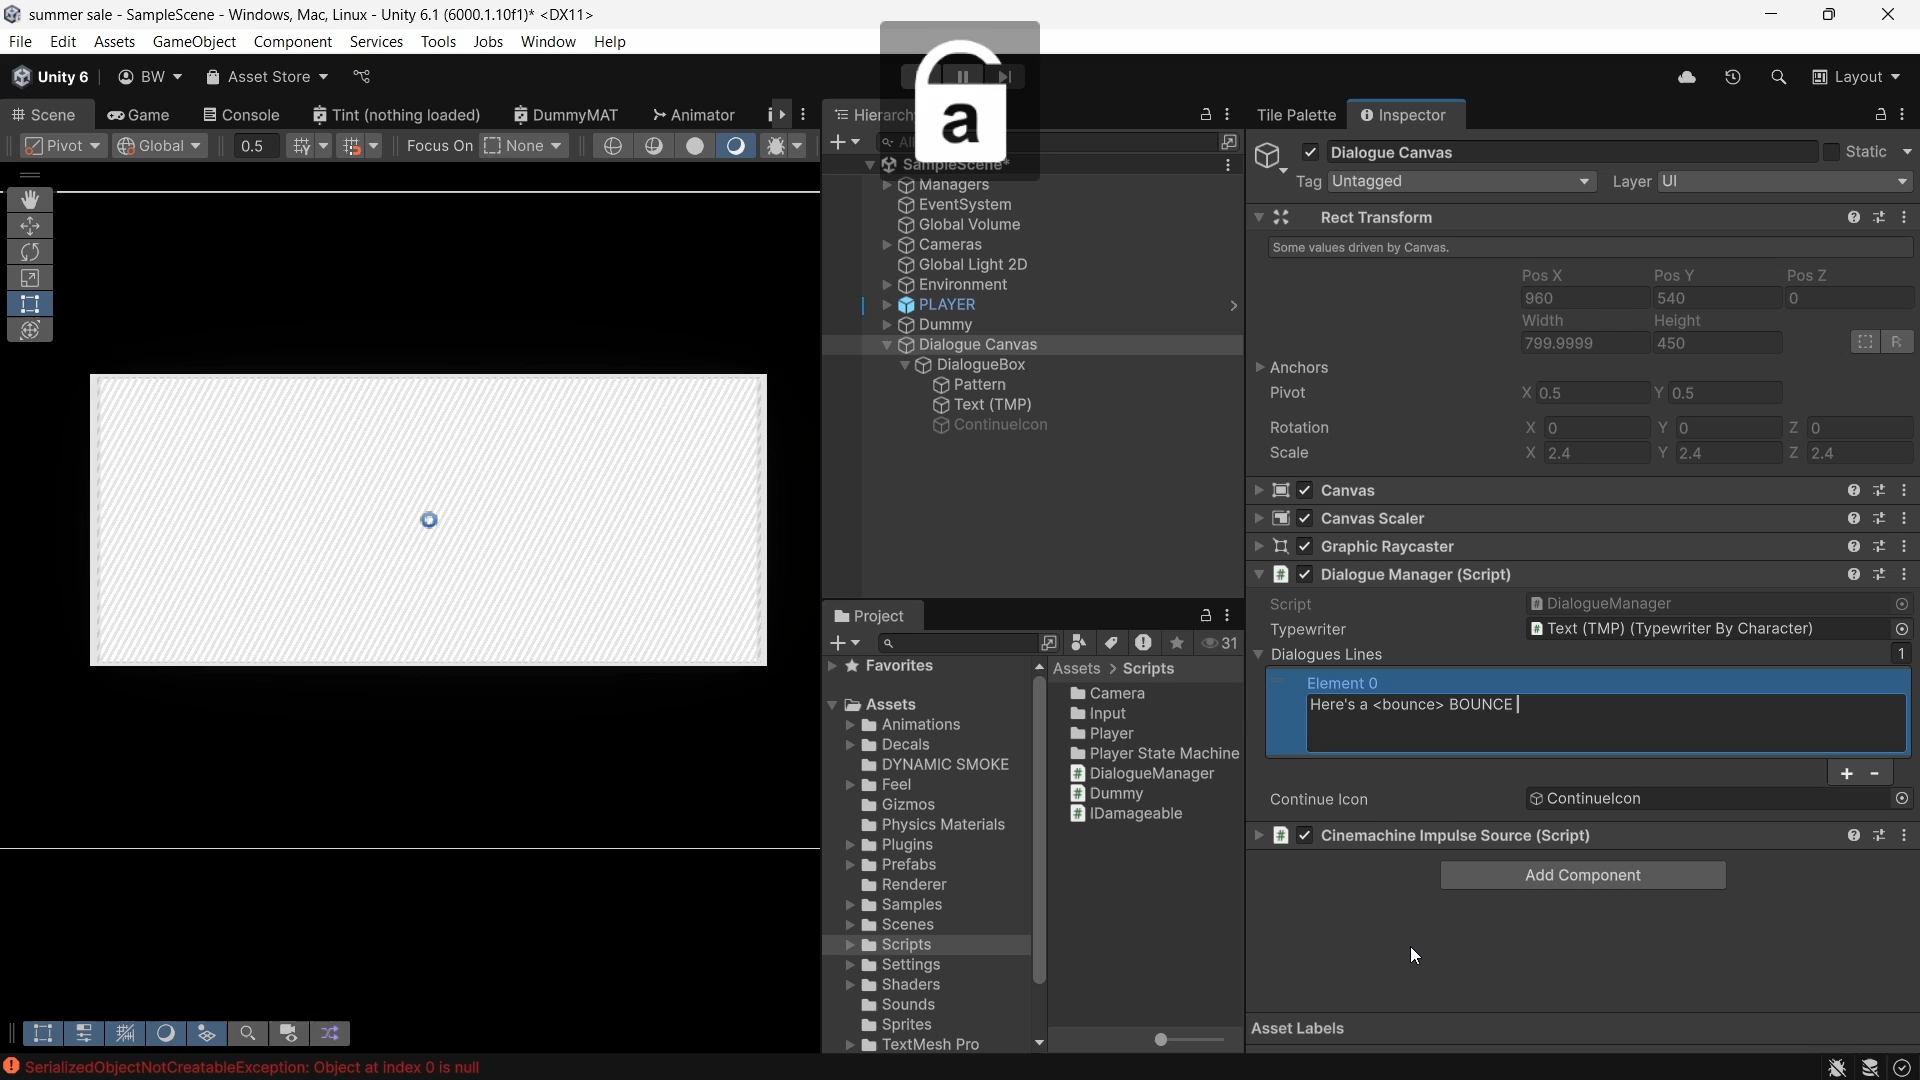 summer sale - SampleScene - Windows, Mac, Linux - Unity 6.1 (6000.1.10f1)* <DX11>
File Edit Assets GameObject Component Services Tools Jobs Window Help
Unity 6 BW Asset Store Layout
Scene Game Console Tint (nothing loaded) DummyMAT Animator
Pivot Global 0.5 Focus On None
a
Hierarch
All
SampleScene*
Managers
EventSystem
Global Volume
Cameras
Global Light 2D
Environment
PLAYER
Dummy
Dialogue Canvas
DialogueBox
Pattern
Text (TMP)
ContinueIcon
Project
31
Favorites
Assets
Animations
Decals
DYNAMIC SMOKE
Feel
Gizmos
Physics Materials
Plugins
Prefabs
Renderer
Samples
Scenes
Scripts
Settings
Shaders
Sounds
Sprites
TextMesh Pro
Assets > Scripts
Camera
Input
Player
Player State Machine
DialogueManager
Dummy
IDamageable
Tile Palette Inspector
Dialogue Canvas Static
Tag Untagged Layer UI
Rect Transform
Some values driven by Canvas.
Pos X Pos Y Pos Z
960 540 0
Width Height
799.9999 450 R
Anchors
Pivot X 0.5 Y 0.5
Rotation X 0 Y 0 Z 0
Scale X 2.4 Y 2.4 Z 2.4
Canvas
Canvas Scaler
Graphic Raycaster
Dialogue Manager (Script)
Script DialogueManager
Typewriter Text (TMP) (Typewriter By Character)
Dialogues Lines 1
Element 0
Here's a <bounce> BOUNCE
+ -
Continue Icon ContinueIcon
Cinemachine Impulse Source (Script)
Add Component
Asset Labels
SerializedObjectNotCreatableException: Object at index 0 is null